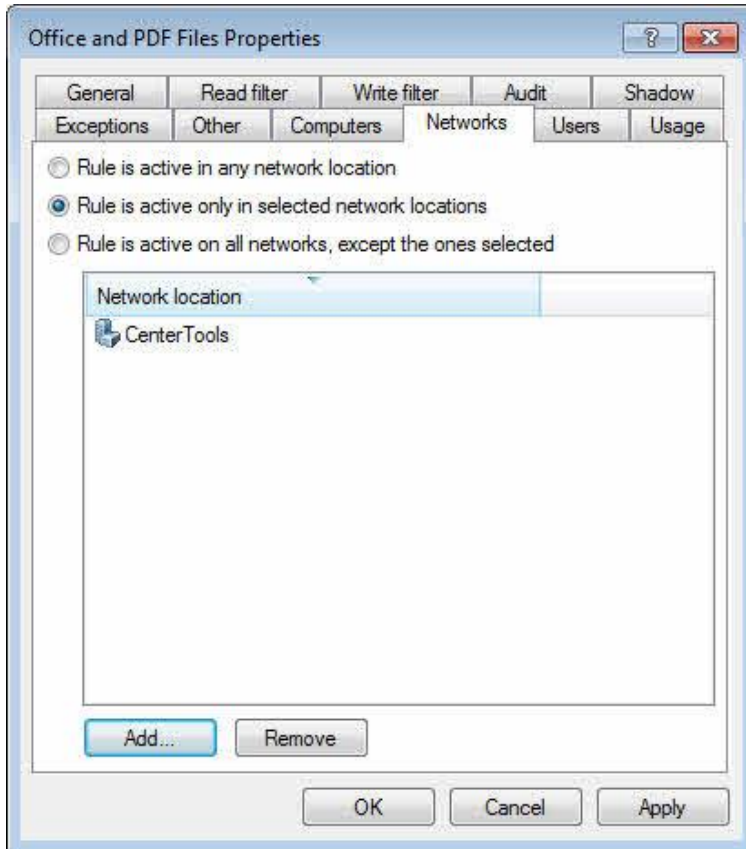 Office and PDF Files Properties
General Read filter Write filter Audit Shadow
Exceptions Other Computers Networks Users Usage
Rule is active in any network location
Rule is active only in selected network locations
Rule is active on all networks, except the ones selected
Network location
CenterTools
Add... Remove
OK Cancel Apply